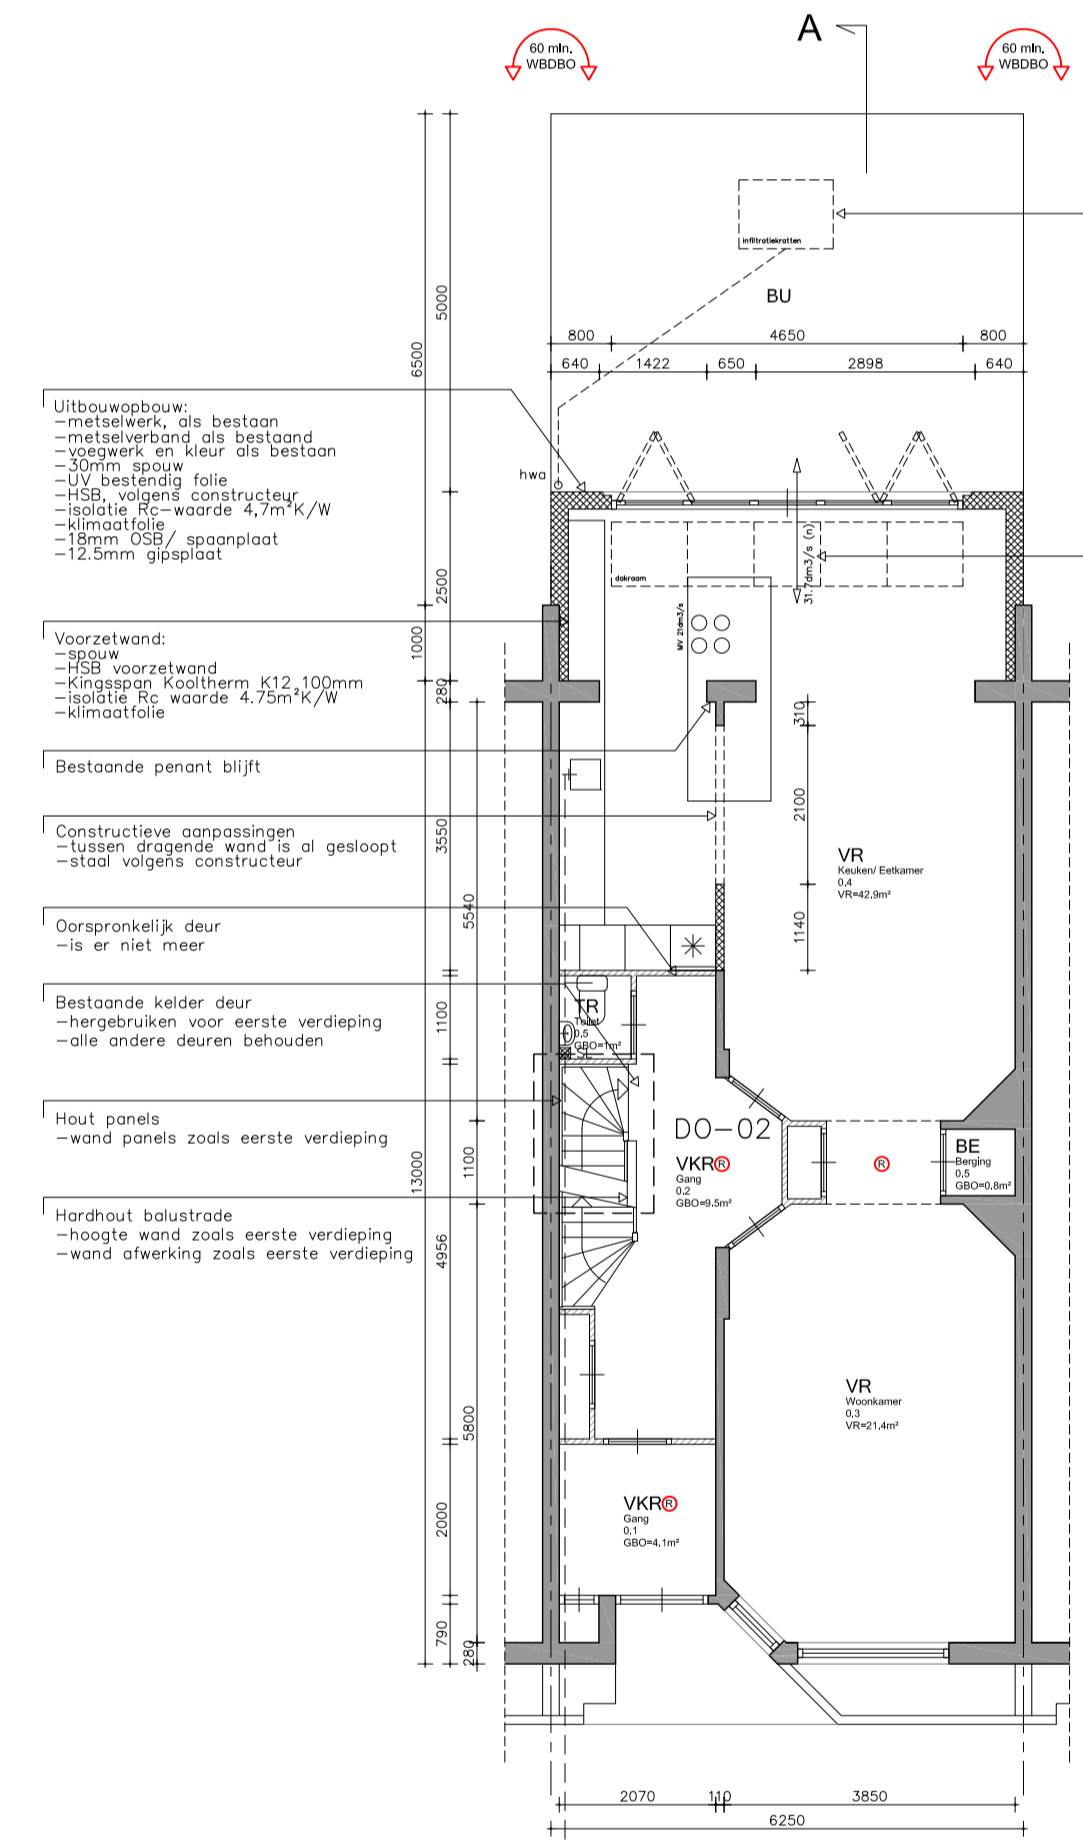 A
60 min.
WBDBO
60 min.
WBDBO
infiltratiekratten
BU
800
4650
800
640
1422
650
2898
640
5000
6500
Uitbouwopbouw:
-metselwerk, als bestaan
-metselverband als bestaand
-voegwerk en kleur als bestaan
-30mm spouw
-UV bestendig folie
-HSB, volgens constructeur
-isolatie Rc-waarde 4,7m²K/W
-klimaatfolie
-18mm OSB/ spaanplaat
-12.5mm gipsplaat
hwa
dakraam
31.7dm3/s (n)
MV 21dm3/s
2500
1000
280
Voorzetwand:
-spouw
-HSB voorzetwand
-Kingsspan Kooltherm K12 100mm
-isolatie Rc waarde 4.75m²K/W
-klimaatfolie
310
Bestaande penant blijft
2100
3550
Constructieve aanpassingen
-tussen dragende wand is al gesloopt
-staal volgens constructeur
VR
Keuken/ Eetkamer
0.4
VR=42.9m²
5540
1140
Oorspronkelijk deur
-is er niet meer
Bestaande kelder deur
-hergebruiken voor eerste verdieping
-alle andere deuren behouden
1100
TR
Toilet
0.5
GBO=1m²
Hout panels
-wand panels zoals eerste verdieping
DO-02
VKR R
Gang
0.2
GBO=9.5m²
R
BE
Berging
0.5
GBO=0.8m²
13000
1100
4956
Hardhout balustrade
-hoogte wand zoals eerste verdieping
-wand afwerking zoals eerste verdieping
VR
Woonkamer
0.3
VR=21.4m²
5800
VKR R
Gang
0.1
GBO=4.1m²
2000
790
280
2070
110
3850
6250